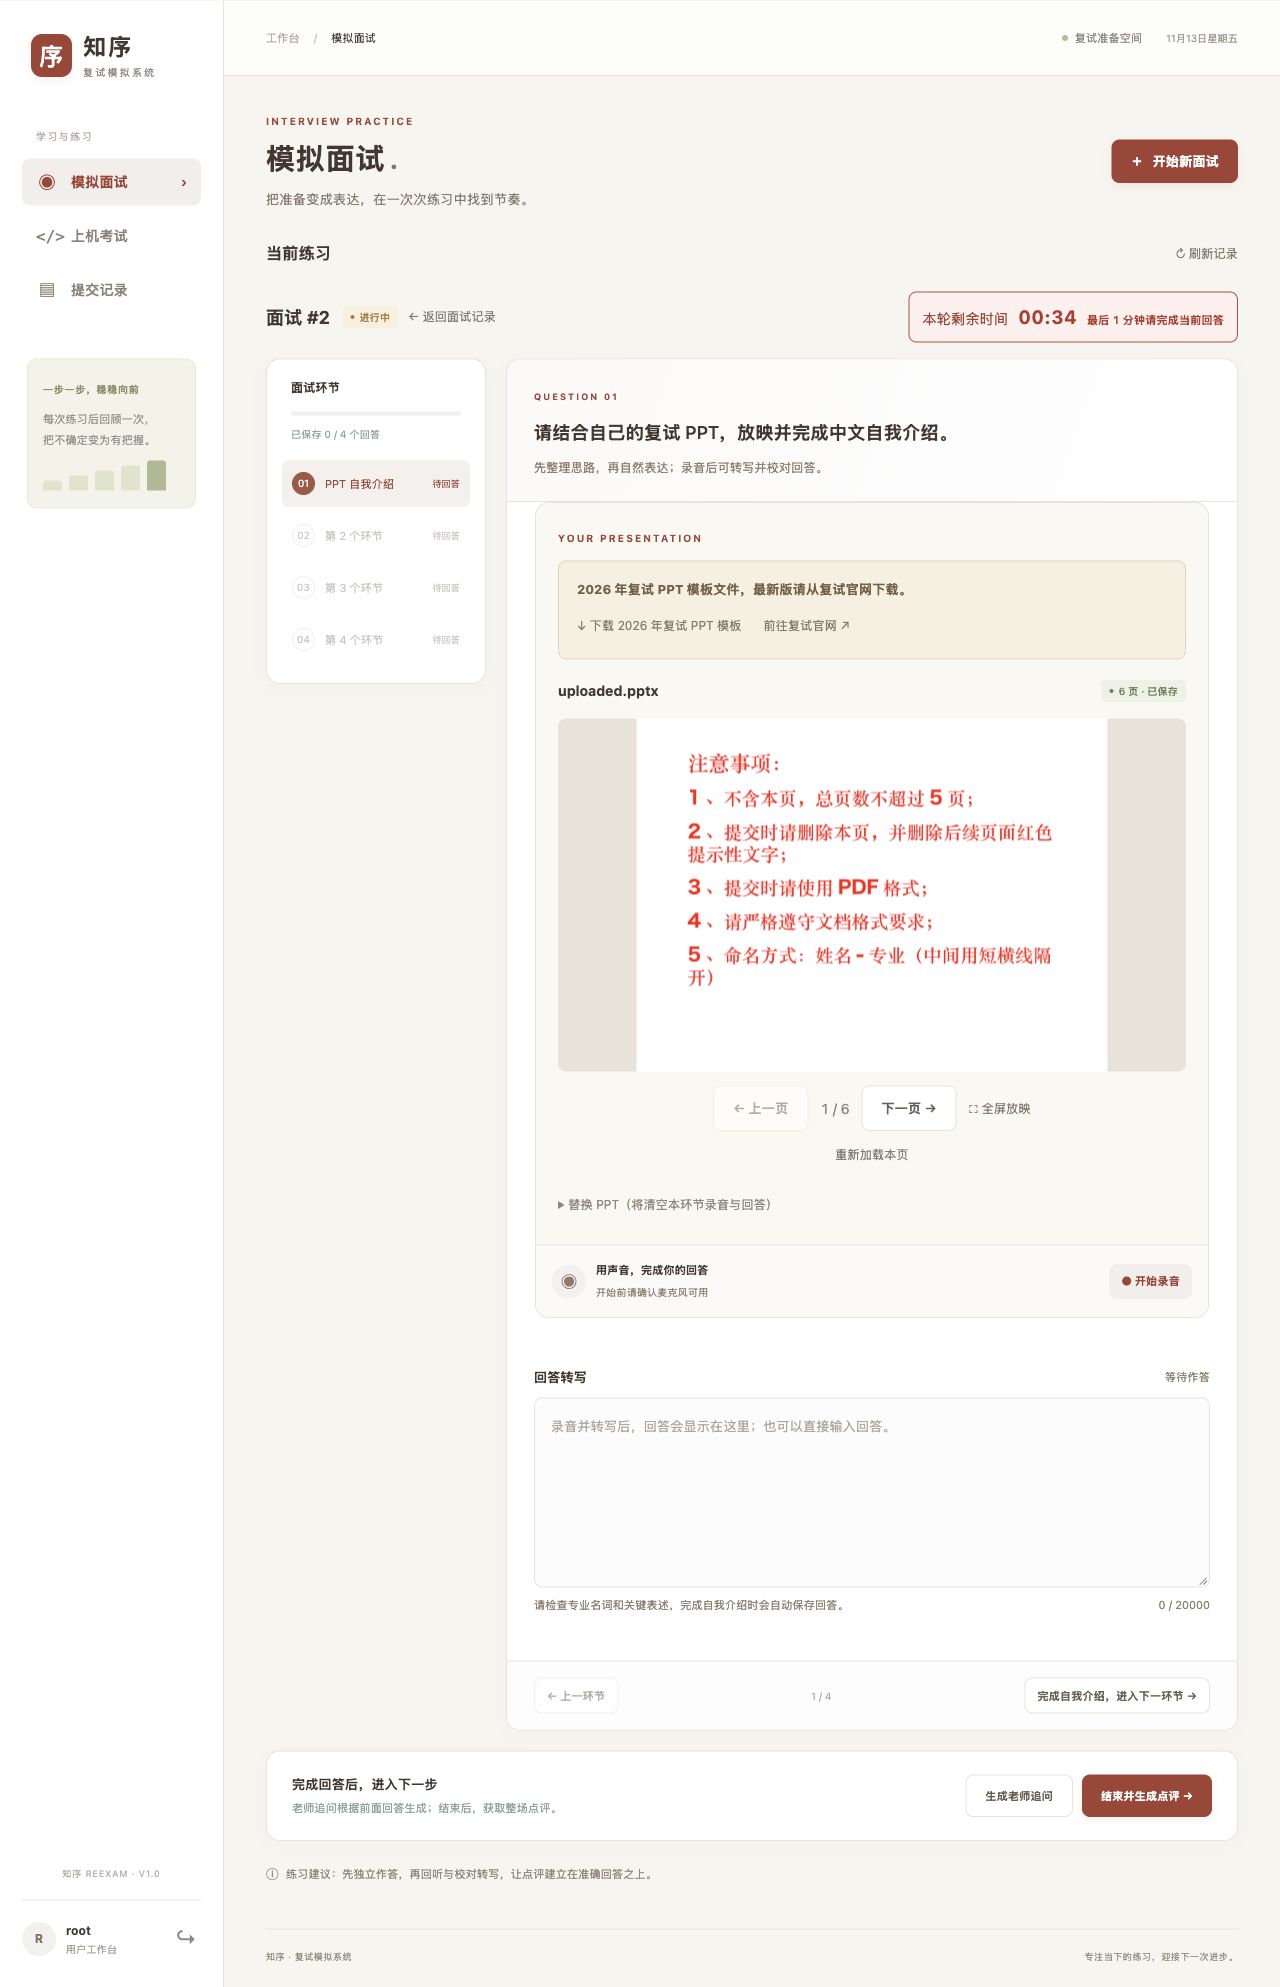 序 知序
复试模拟系统
学习与练习
模拟面试 ›
</> 上机考试
提交记录
一步一步，稳稳向前
每次练习后回顾一次，
把不确定变为有把握。
知序 REEXAM · V1.0
R root
用户工作台
工作台 / 模拟面试
复试准备空间 11月13日星期五
INTERVIEW PRACTICE
模拟面试.
把准备变成表达，在一次次练习中找到节奏。
+ 开始新面试
当前练习
↻ 刷新记录
面试 #2 • 进行中 ← 返回面试记录
本轮剩余时间 00:34 最后 1 分钟请完成当前回答
面试环节
已保存 0 / 4 个回答
01 PPT 自我介绍 待回答
02 第 2 个环节 待回答
03 第 3 个环节 待回答
04 第 4 个环节 待回答
QUESTION 01
请结合自己的复试 PPT，放映并完成中文自我介绍。
先整理思路，再自然表达；录音后可转写并校对回答。
YOUR PRESENTATION
2026 年复试 PPT 模板文件，最新版请从复试官网下载。
↓ 下载 2026 年复试 PPT 模板 前往复试官网 ↗
uploaded.pptx • 6 页 · 已保存
注意事项：
1、不含本页，总页数不超过 5 页；
2、提交时请删除本页，并删除后续页面红色
提示性文字；
3、提交时请使用 PDF 格式；
4、请严格遵守文档格式要求；
5、命名方式：姓名 - 专业（中间用短横线隔
开）
← 上一页 1 / 6 下一页 → ⛶ 全屏放映
重新加载本页
▶ 替换 PPT（将清空本环节录音与回答）
用声音，完成你的回答
开始前请确认麦克风可用
● 开始录音
回答转写 等待作答
录音并转写后，回答会显示在这里；也可以直接输入回答。
请检查专业名词和关键表述，完成自我介绍时会自动保存回答。 0 / 20000
← 上一环节 1 / 4 完成自我介绍，进入下一环节 →
完成回答后，进入下一步
老师追问根据前面回答生成；结束后，获取整场点评。
生成老师追问 结束并生成点评 →
ⓘ 练习建议：先独立作答，再回听与校对转写，让点评建立在准确回答之上。
知序 · 复试模拟系统 专注当下的练习，迎接下一次进步。